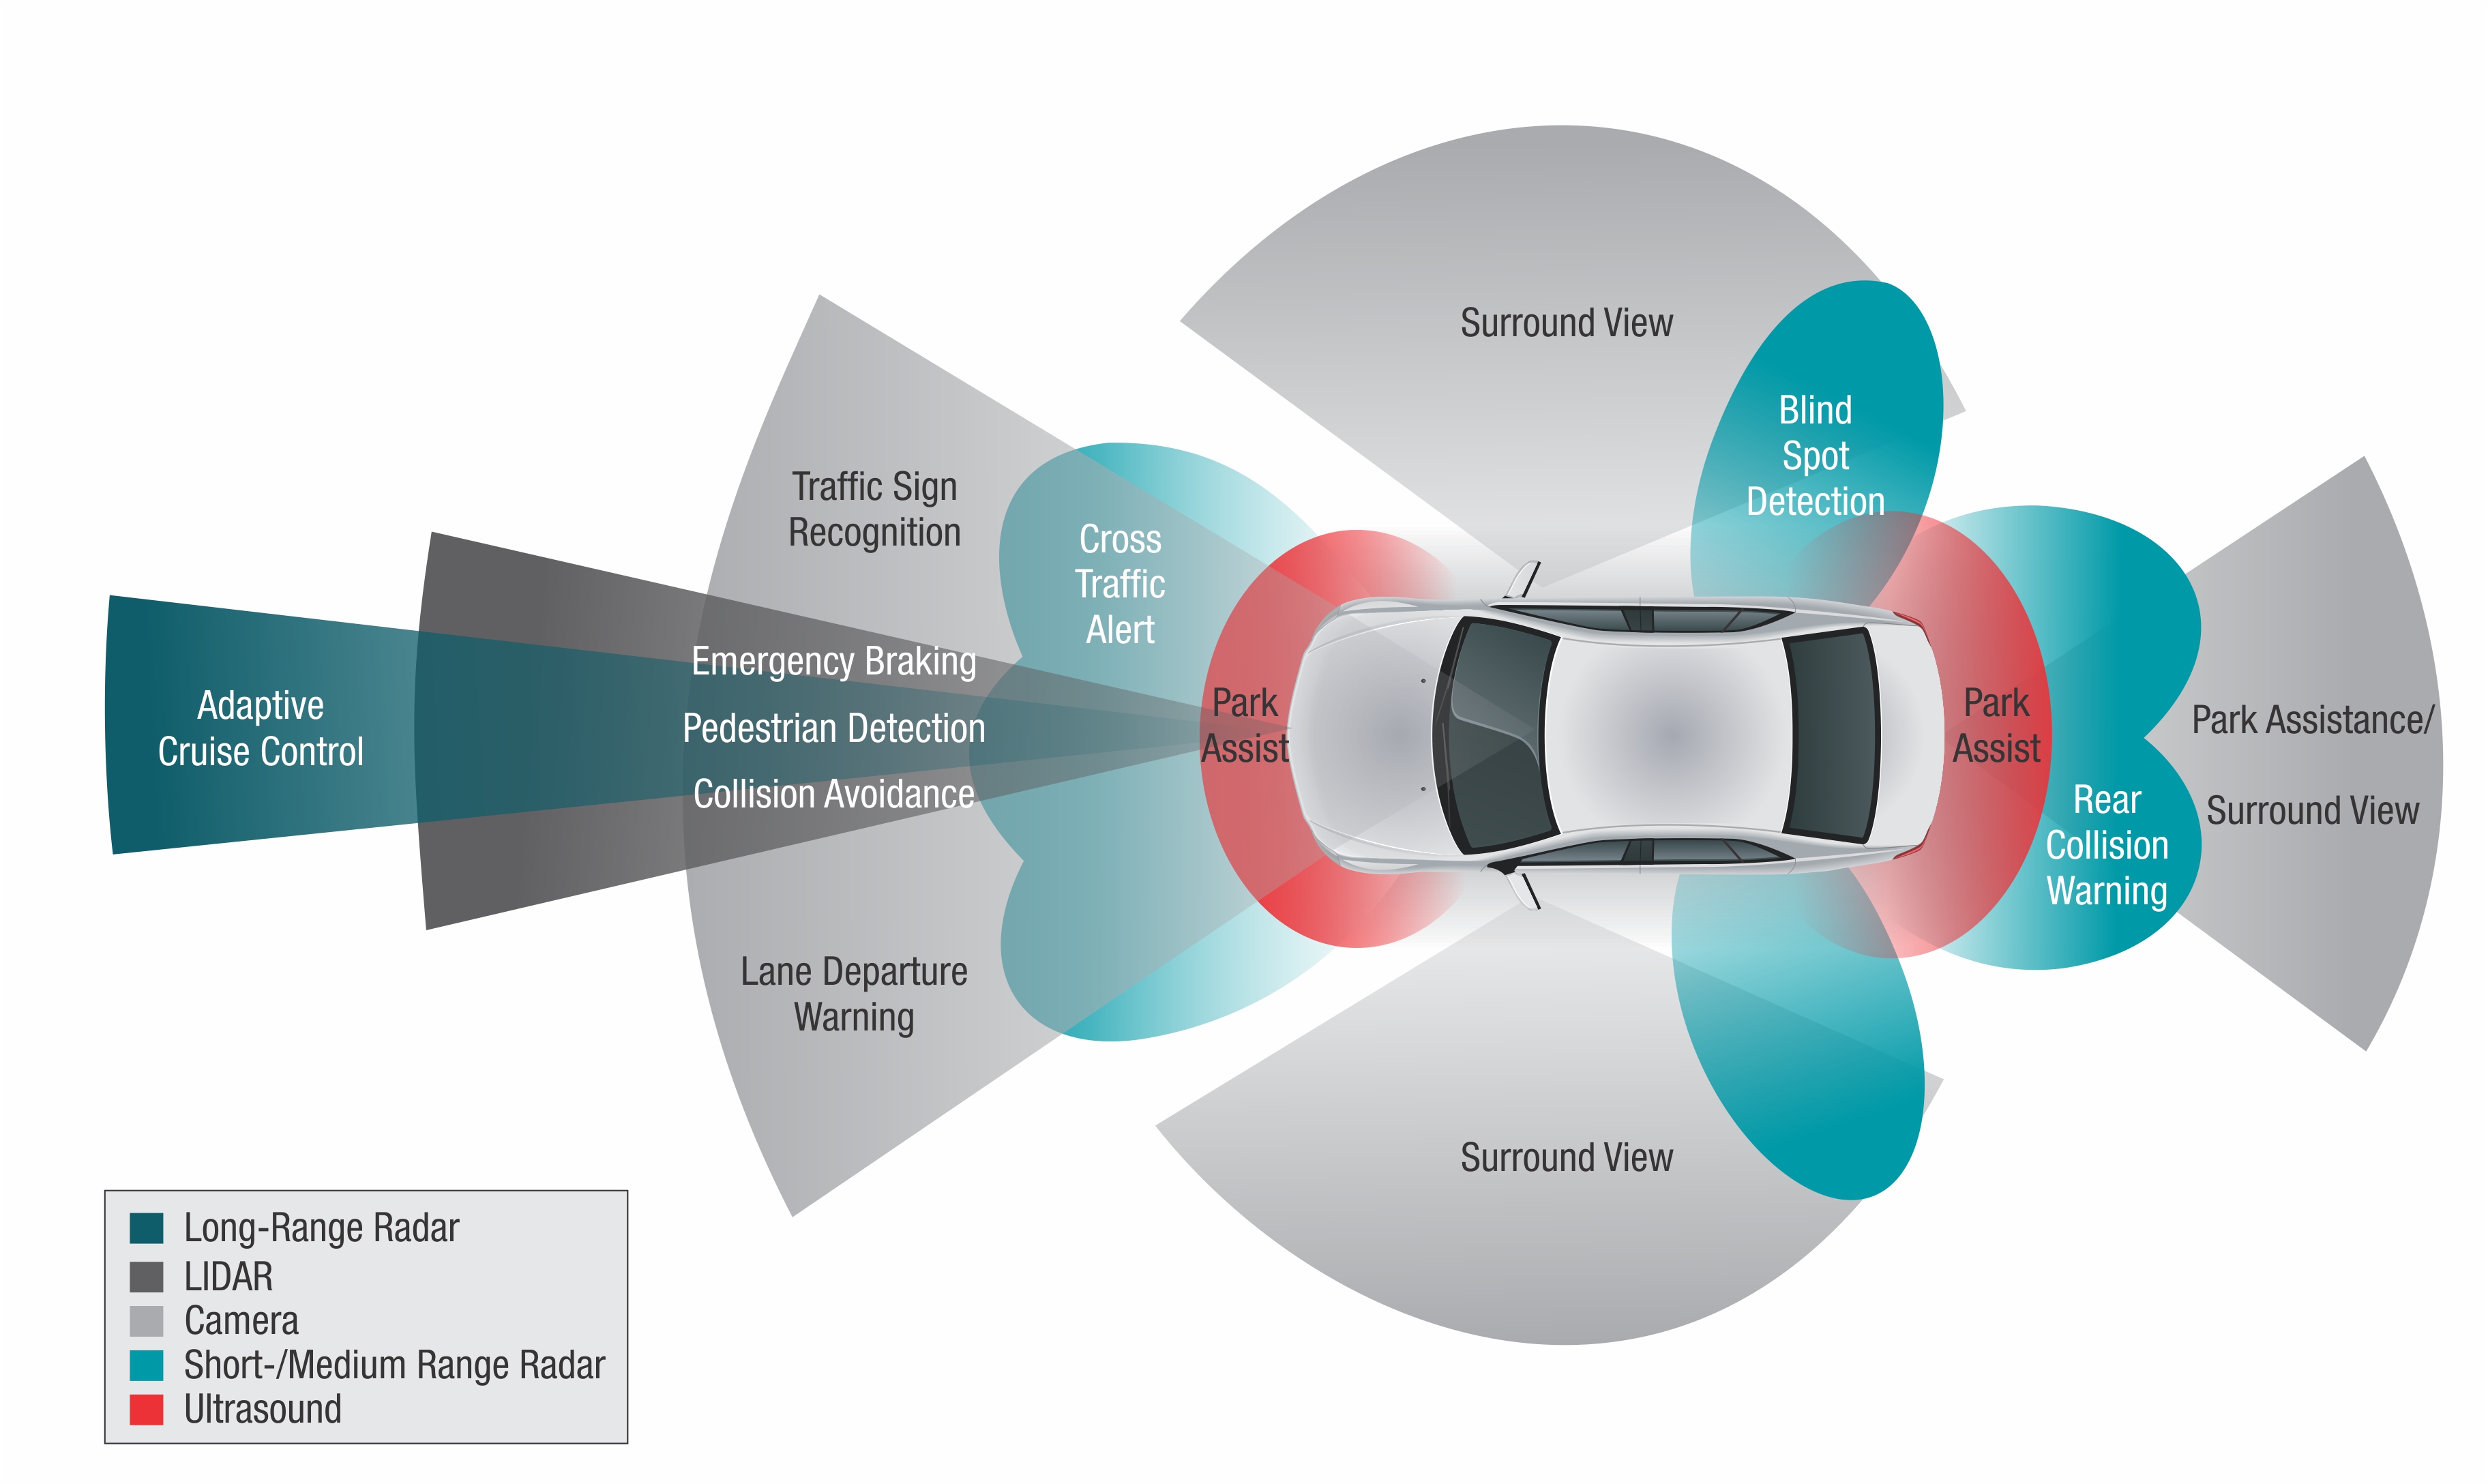 Surround View
Blind
Spot
Detection
Traffic Sign
Recognition
Cross
Traffic
Alert
Emergency Braking
Pedestrian Detection
Collision Avoidance
Adaptive
Cruise Control
Park
Assist
Park
Assist
Park Assistance/
Surround View
Rear
Collision
Warning
Lane Departure
Warning
Surround View
Long-Range Radar
LIDAR
Camera
Short-/Medium Range Radar
Ultrasound